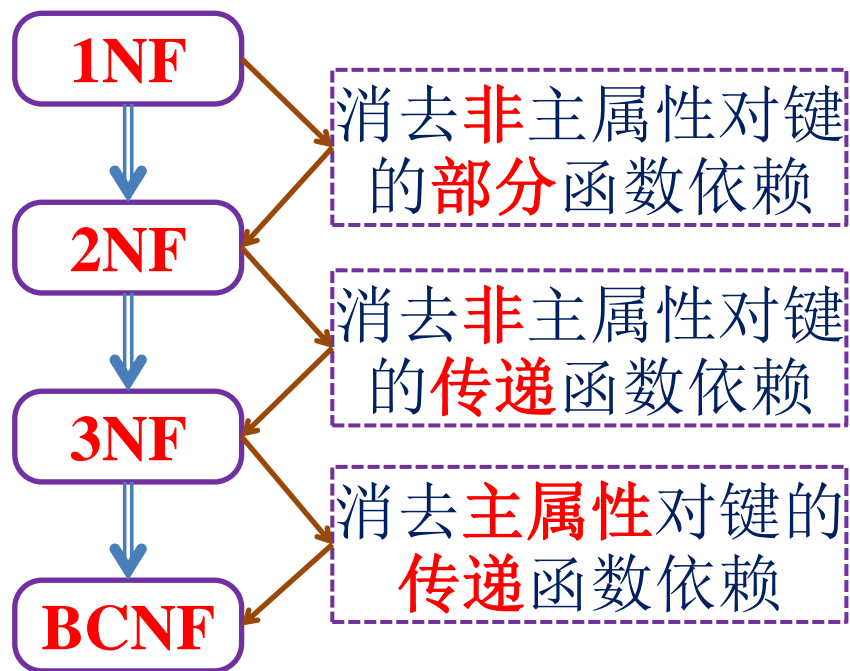 1NF
消去非主属性对键
的部分函数依赖
2NF
消去非主属性对键
的传递函数依赖
3NF
消去主属性对键的
传递函数依赖
BCNF